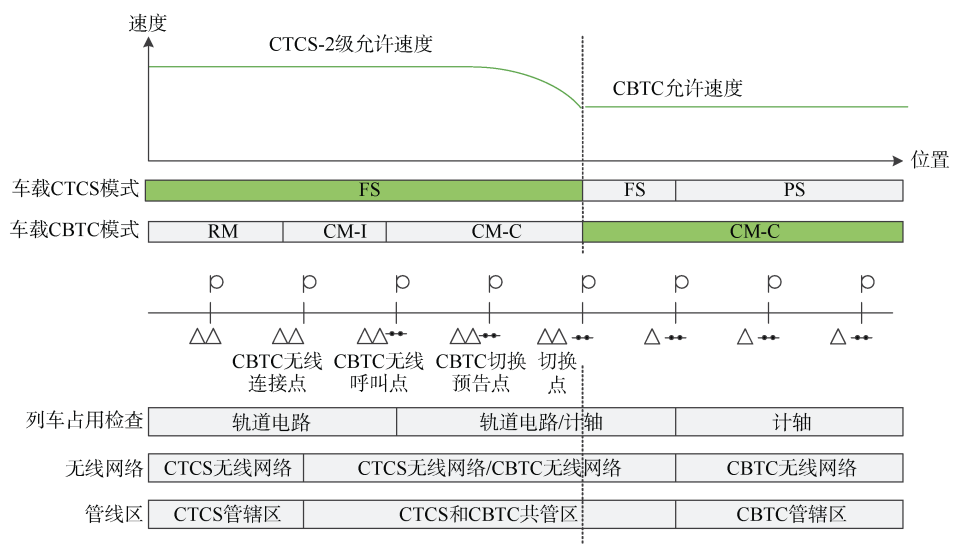 速度
CTCS-2级允许速度
CBTC允许速度
位置
车载CTCS模式
FS
FS
PS
车载CBTC模式
RM
CM-I
CM-C
CM-C
CBTC无线
连接点
CBTC无线
呼叫点
CBTC切换
预告点
切换
点
列车占用检查
轨道电路
轨道电路/计轴
计轴
无线网络
CTCS无线网络
CTCS无线网络/CBTC无线网络
CBTC无线网络
管线区
CTCS管辖区
CTCS和CBTC共管区
CBTC管辖区